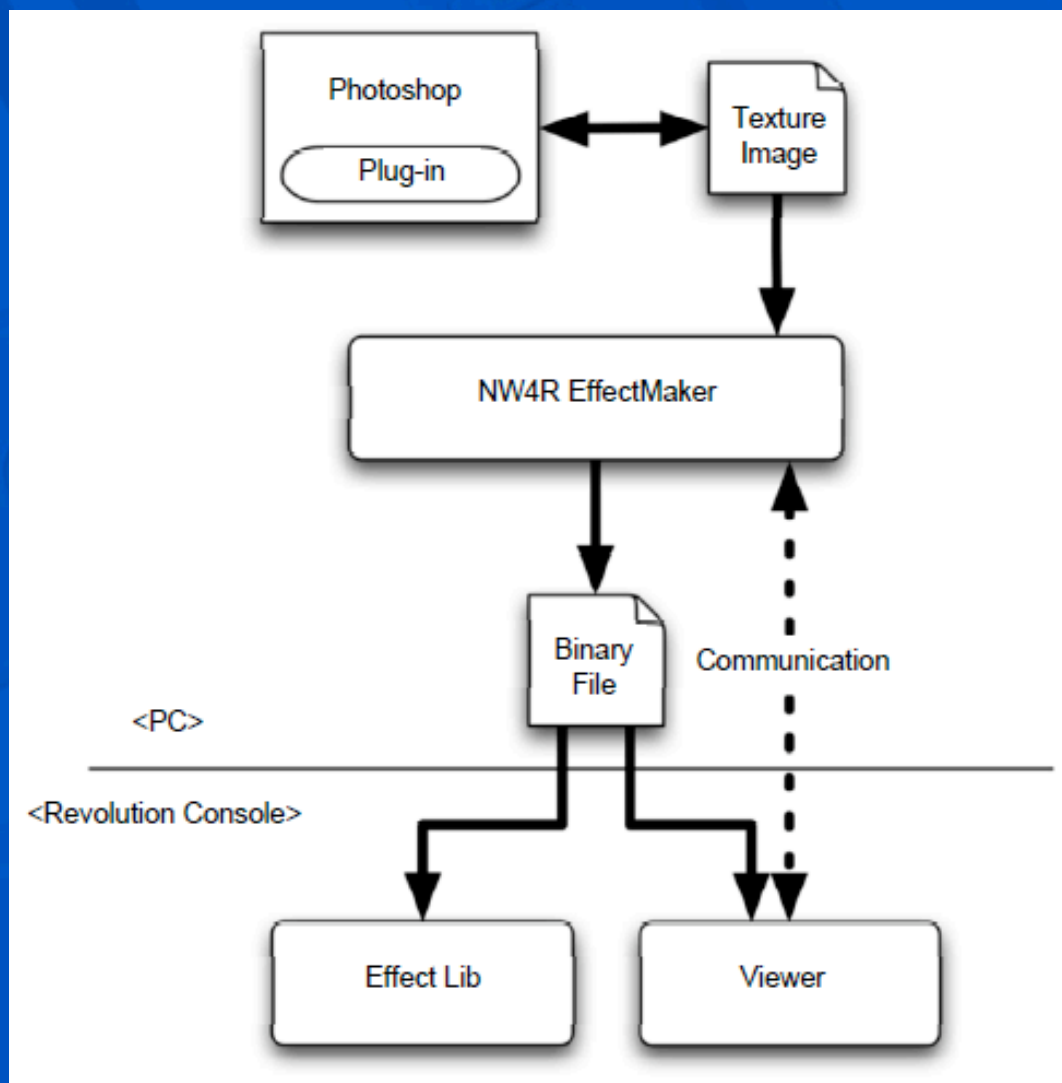 Photoshop
Plug-in
Texture
Image
NW4R EffectMaker
Binary
File
Communication
<PC>
<Revolution Console>
Effect Lib
Viewer